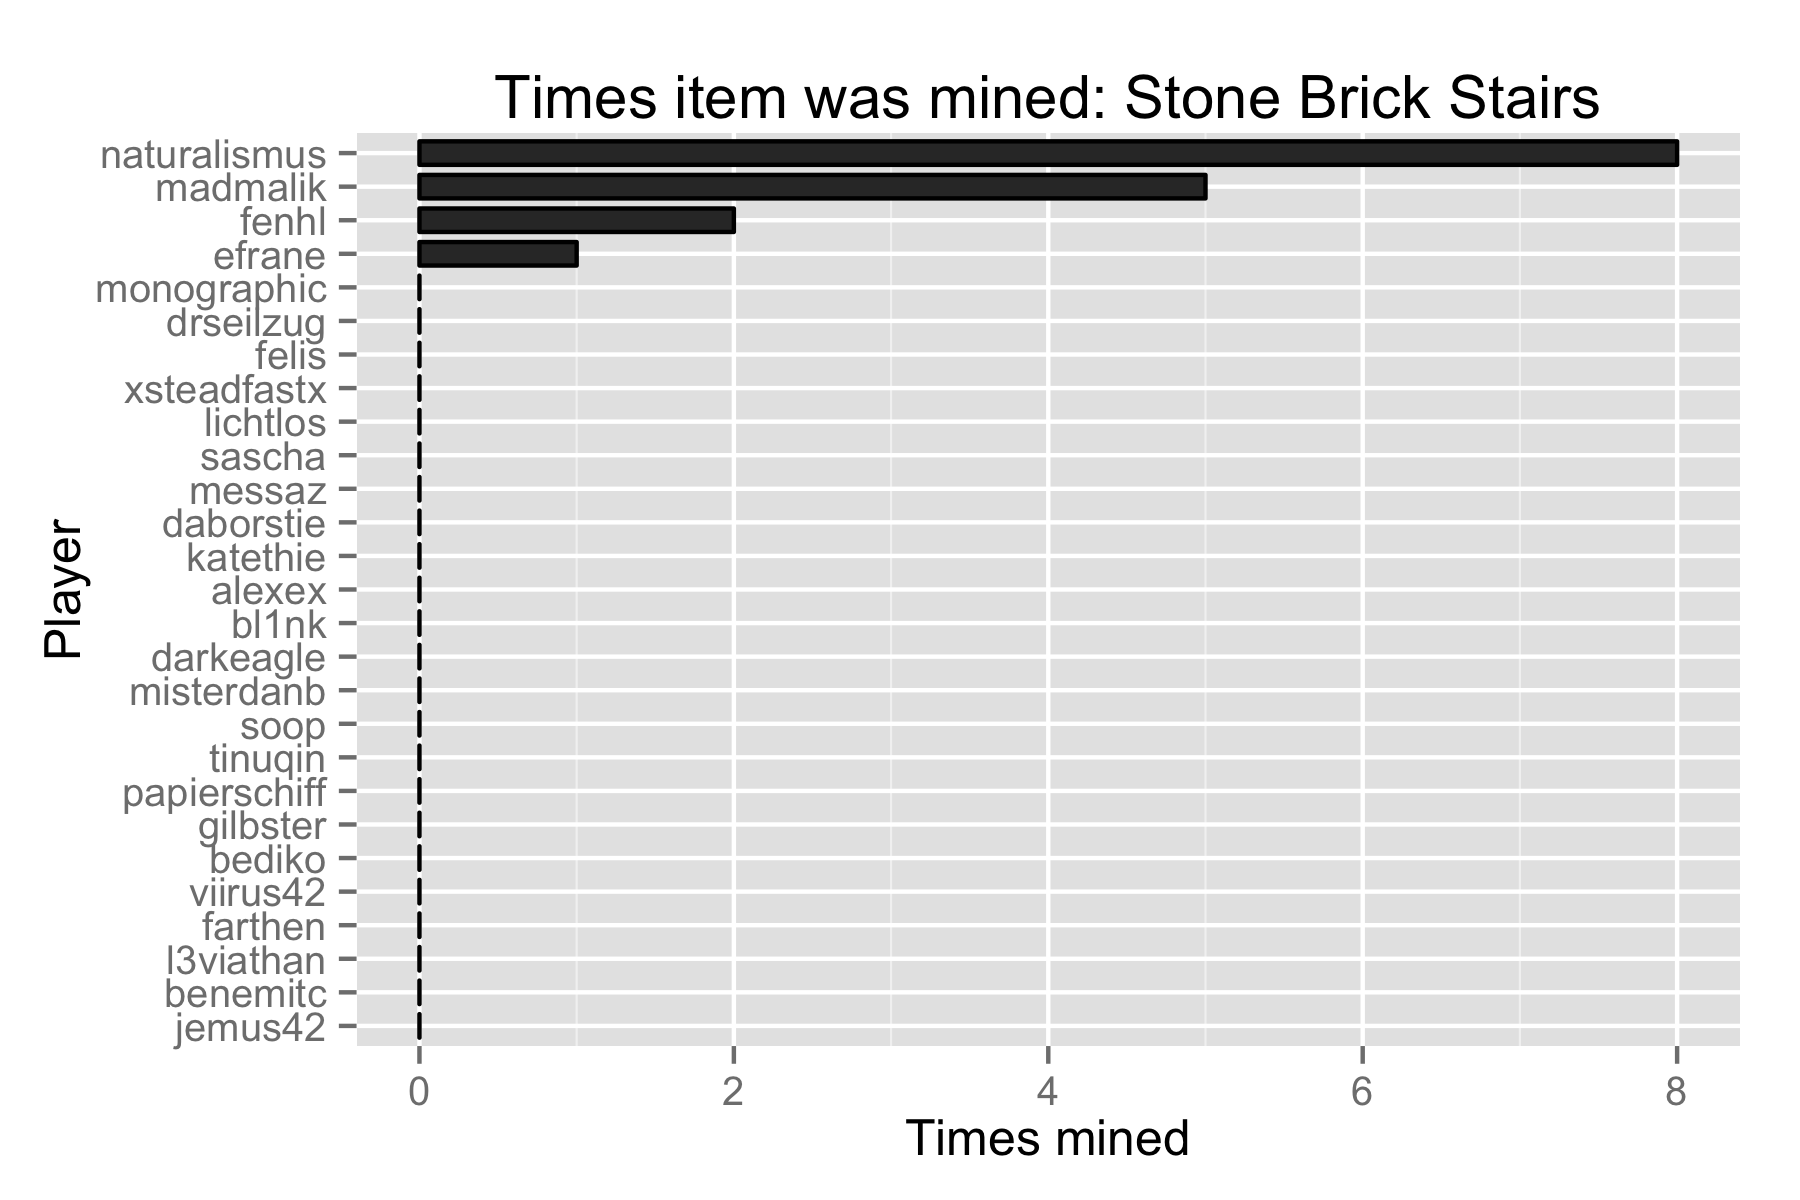 Times item was mined: Stone Brick Stairs
naturalismus
madmalik
fenhl
efrane
monographic
drseilzug
felis
xsteadfastx
lichtlos
sascha
messaz
daborstie
katethie
alexex
bl1nk
darkeagle
misterdanb
soop
tinuqin
papierschiff
gilbster
bediko
viirus42
farthen
l3viathan
benemitc
jemus42
Player
0 2 4 6 8
Times mined